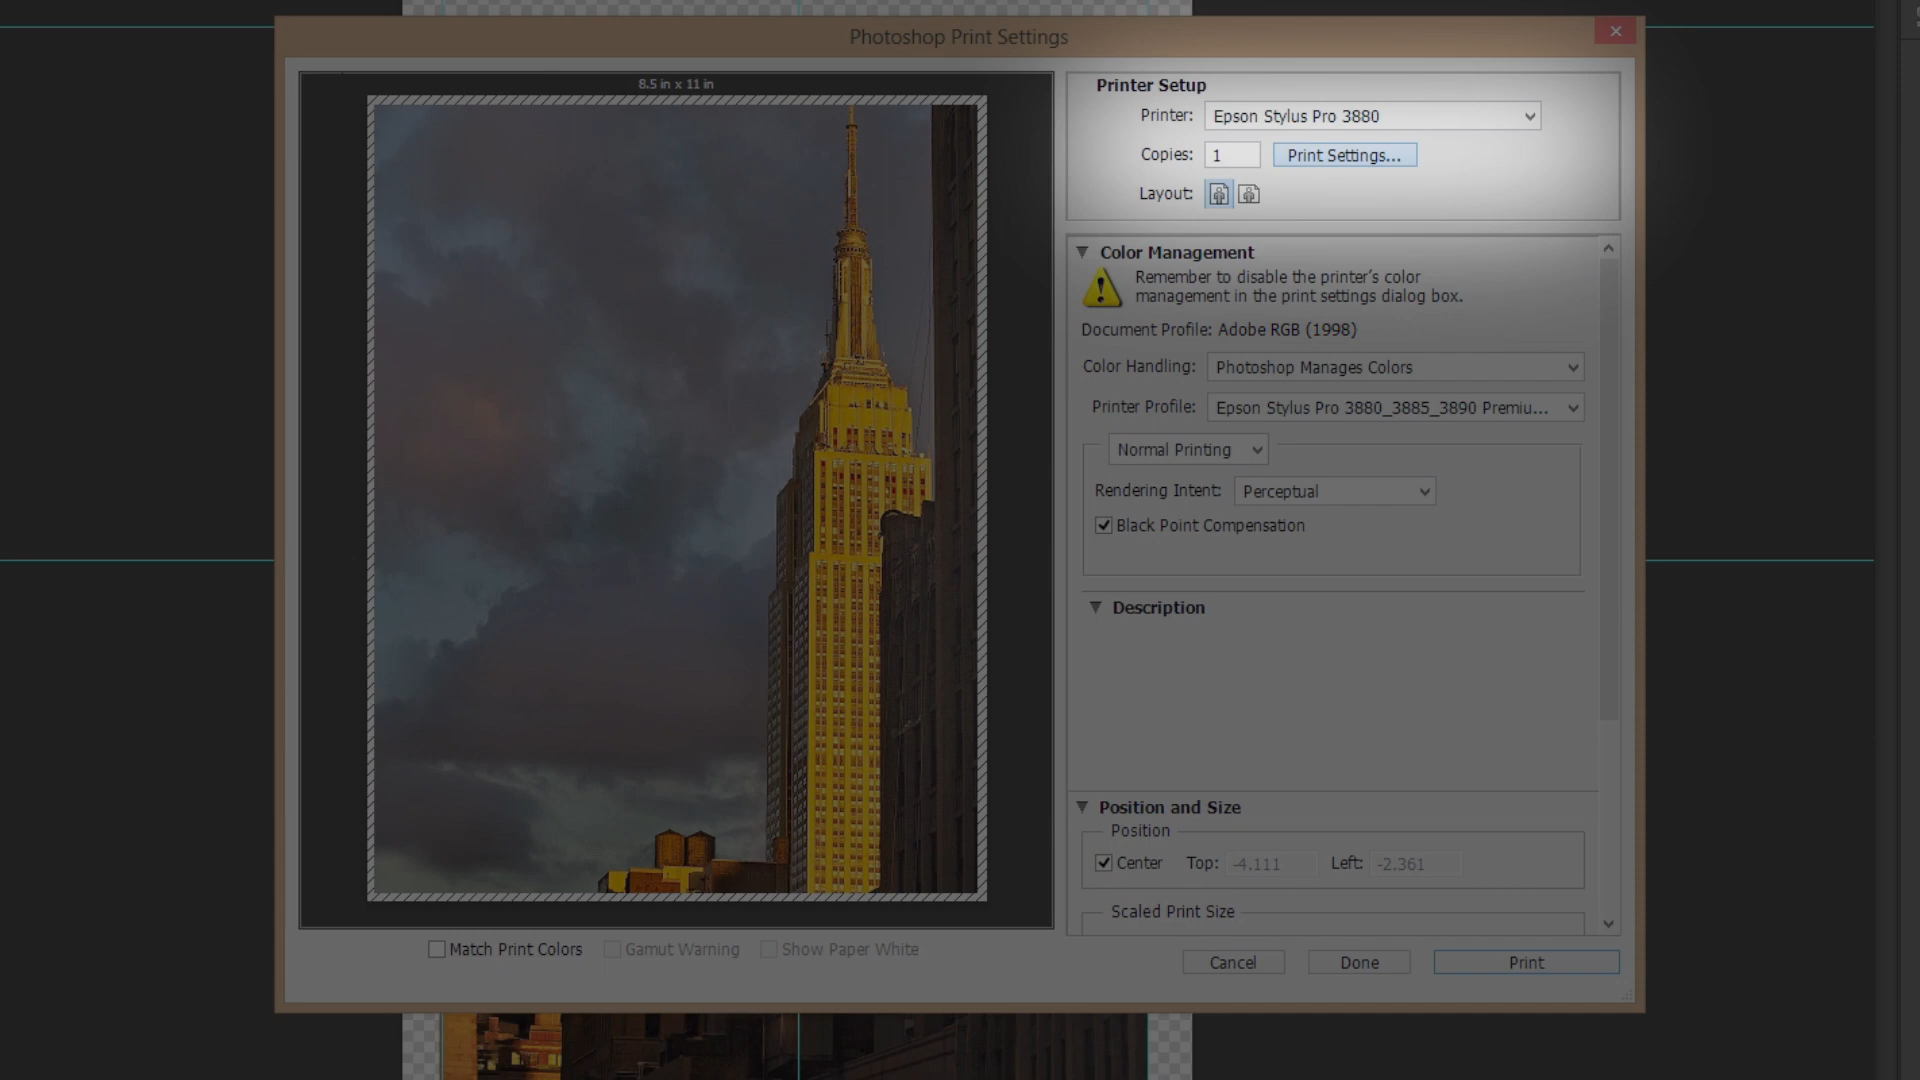 Photoshop Print Settings
8.5 in x 11 in
Printer Setup
Printer: Epson Stylus Pro 3880
Copies: 1 Print Settings...
Layout:
Color Management
Remember to disable the printer's color
management in the print settings dialog box.
Document Profile: Adobe RGB (1998)
Color Handling: Photoshop Manages Colors
Printer Profile: Epson Stylus Pro 3880_3885_3890 Premiu...
Normal Printing
Rendering Intent: Perceptual
Black Point Compensation
Description
Position and Size
Position
Center Top: -4.111 Left: -2.361
Scaled Print Size
Match Print Colors Gamut Warning Show Paper White
Cancel Done Print